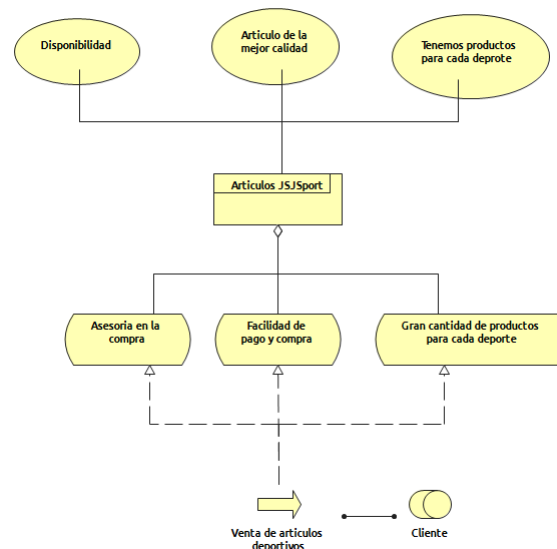 Disponibilidad
Articulo de la
mejor calidad
Tenemos productos
para cada deprote
Articulos JSJSport
Asesoria en la
compra
Facilidad de
pago y compra
Gran cantidad de productos
para cada deporte
Venta de articulos
deportivos
Cliente